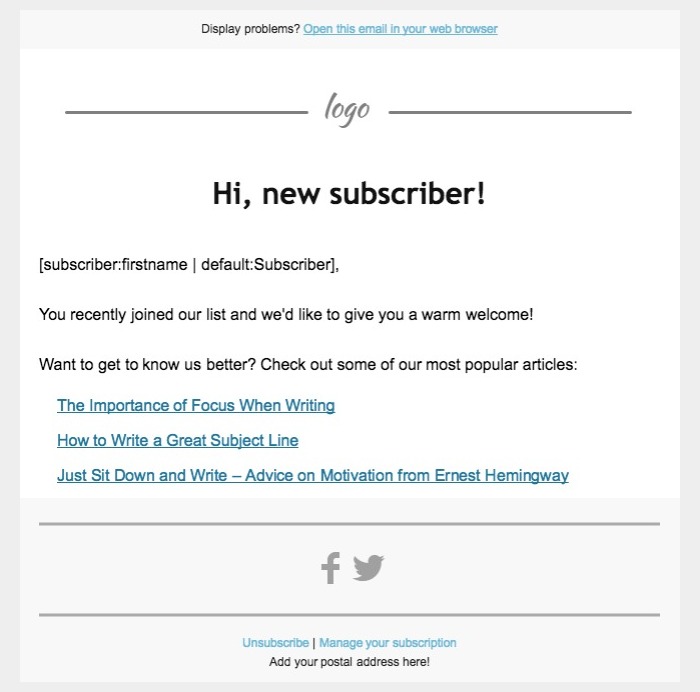 Display problems? Open this email in your web browser
logo
Hi, new subscriber!
[subscriber:firstname | default:Subscriber],
You recently joined our list and we'd like to give you a warm welcome!
Want to get to know us better? Check out some of our most popular articles:
The Importance of Focus When Writing
How to Write a Great Subject Line
Just Sit Down and Write – Advice on Motivation from Ernest Hemingway
Unsubscribe | Manage your subscription
Add your postal address here!